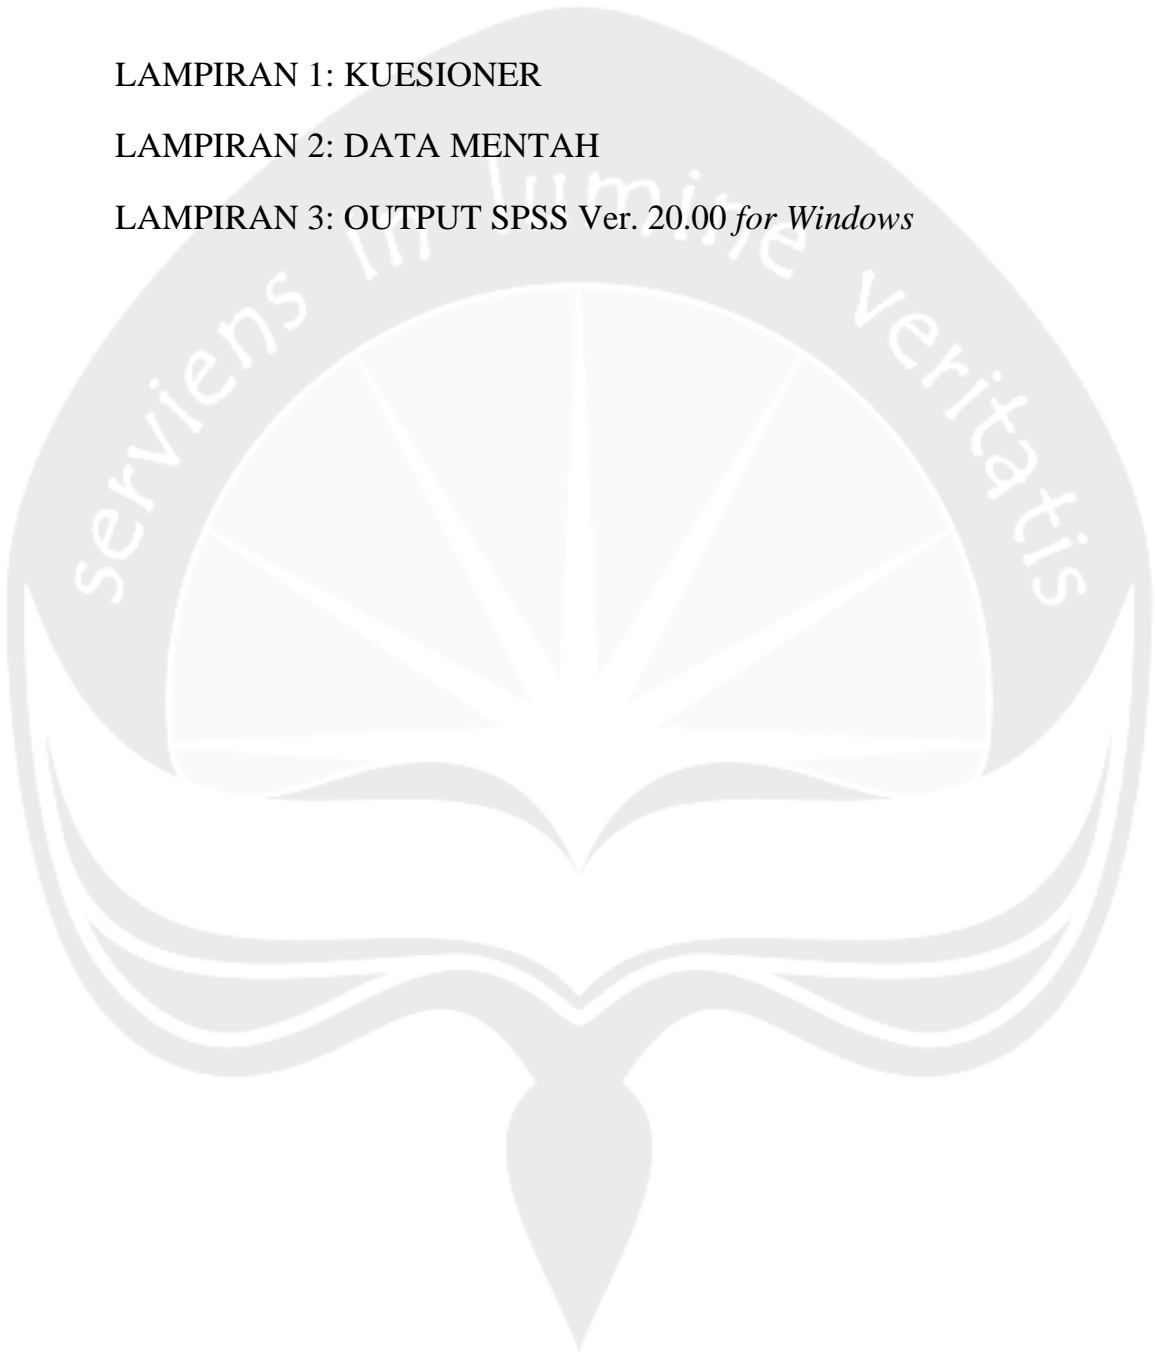 LAMPIRAN 1: KUESIONER
LAMPIRAN 2: DATA MENTAH
LAMPIRAN 3: OUTPUT SPSS Ver. 20.00 for Windows
serviens in lumine veritatis